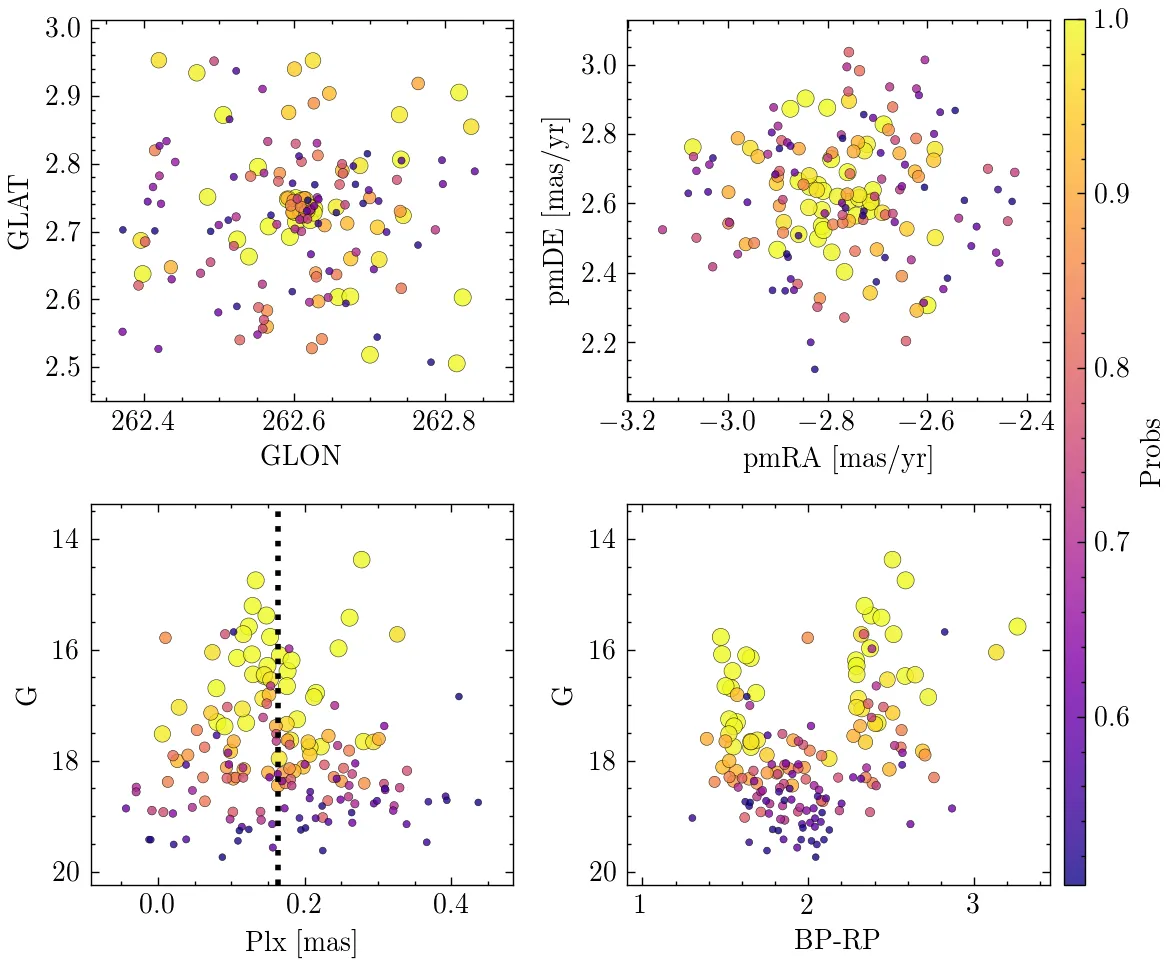 3.0
2.9
2.8
2.7
2.6
2.5
GLAT
262.4 262.6 262.8
GLON
3.0
2.8
2.6
2.4
2.2
pmDE [mas/yr]
−3.2 −3.0 −2.8 −2.6 −2.4
pmRA [mas/yr]
1.0
0.9
0.8
0.7
0.6
Probs
14
16
18
20
G
0.0 0.2 0.4
Plx [mas]
14
16
18
20
G
1 2 3
BP-RP